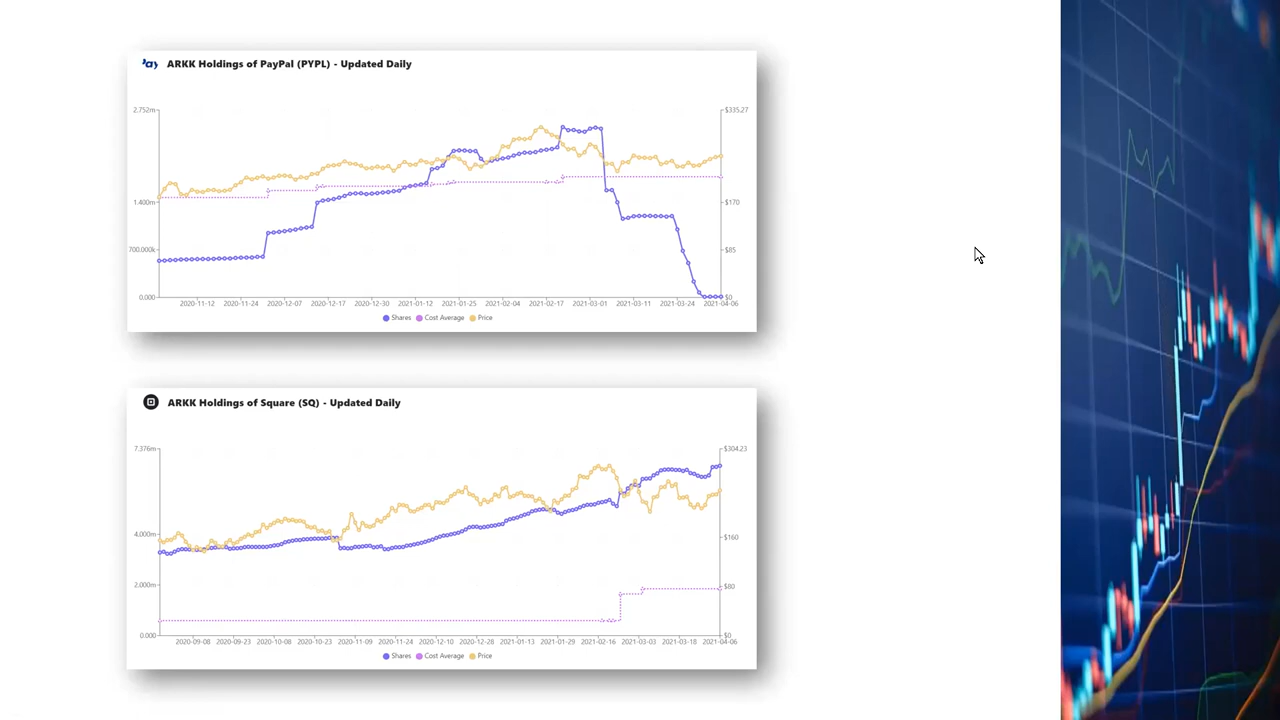 ARKK Holdings of PayPal (PYPL) - Updated Daily
2.752m
$335.27
1.400m
$170
700.000k
$85
0.000
$0
2020-11-12 2020-11-24 2020-12-07 2020-12-17 2020-12-30 2021-01-12 2021-01-25 2021-02-04 2021-02-17 2021-03-01 2021-03-11 2021-03-24 2021-04-06
Shares Cost Average Price
ARKK Holdings of Square (SQ) - Updated Daily
7.376m
$304.23
4.000m
$160
2.000m
$80
0.000
$0
2020-09-08 2020-09-23 2020-10-08 2020-10-23 2020-11-09 2020-11-24 2020-12-10 2020-12-28 2021-01-13 2021-01-29 2021-02-16 2021-03-03 2021-03-18 2021-04-06
Shares Cost Average Price